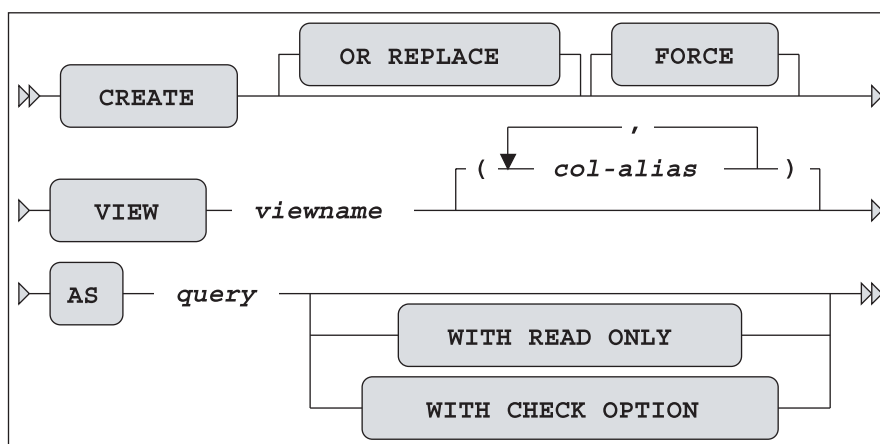 OR REPLACE FORCE
CREATE
,
( col-alias )
VIEW viewname
AS query
WITH READ ONLY
WITH CHECK OPTION